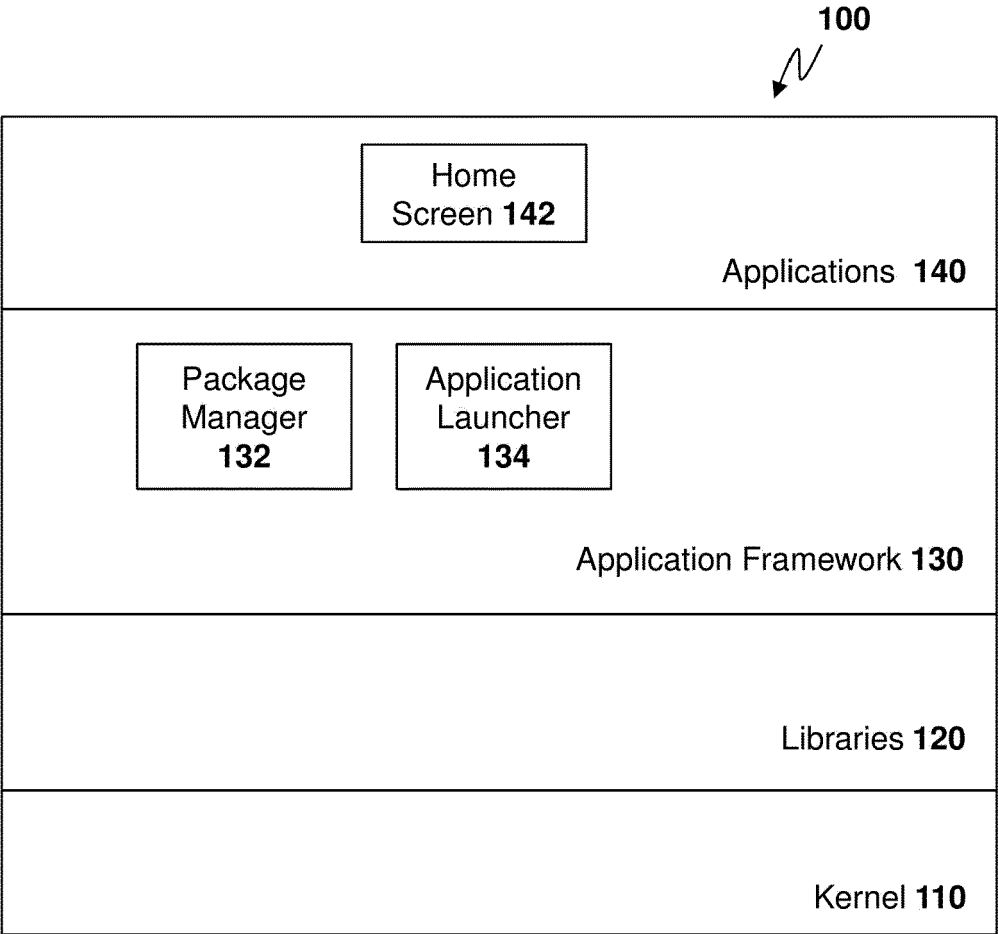 100
Home
Screen 142
Applications 140
Package
Manager
132
Application
Launcher
134
Application Framework 130
Libraries 120
Kernel 110